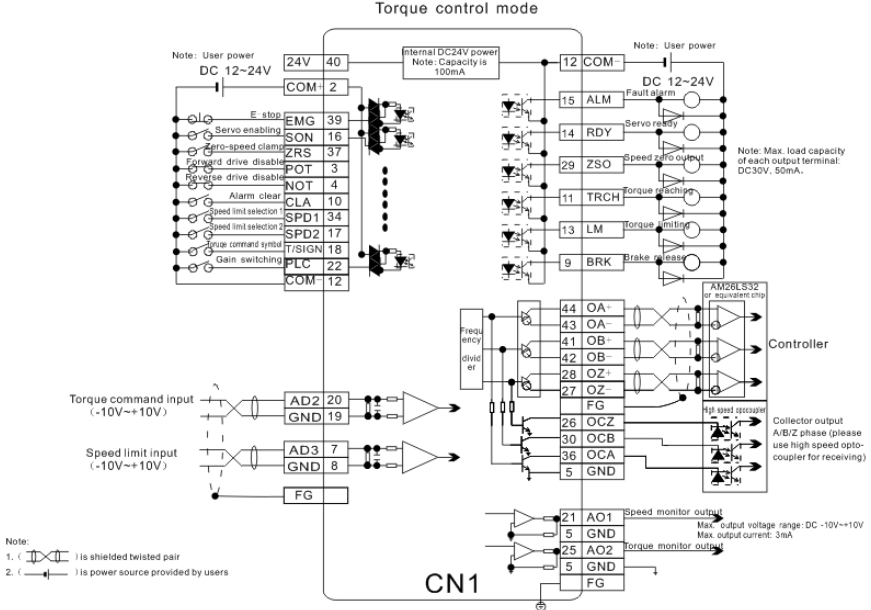 Torque control mode
Note: User power
DC 12~24V
24V 40
COM+ 2
E-stop
EMG 39
Servo enabling
SON 16
Zero-speed clamp
ZRS 37
Forward drive disable
POT 3
Reverse drive disable
NOT 4
Alarm clear
CLA 10
Speed limit selection 1
SPD1 34
Speed limit selection 2
SPD2 17
Toruqe command symbol
T/SIGN 18
Gain switching
PLC 22
COM− 12
Internal DC24V power
Note: Capacity is
100mA
Note: User power
12 COM−
DC 12~24V
Fault alarm
15 ALM
Servo ready
14 RDY
Speed zero output
29 ZSO
Torque reaching
11 TRCH
Torque limiting
13 LM
Brake release
9 BRK
Note: Max. load capacity
of each output terminal:
DC30V, 50mA.
Torque command input
(-10V~+10V)
AD2 20
GND 19
Speed limit input
(-10V~+10V)
AD3 7
GND 8
FG
Frequ
ency
divid
er
44 OA+
43 OA−
41 OB+
42 OB−
28 OZ+
27 OZ−
FG
26 OCZ
30 OCB
36 OCA
5 GND
AM26LS32
or equivalent chip
Controller
High speed opocoupler
Collector output
A/B/Z phase (please
use high speed opto-
coupler for receiving)
21 AO1
Speed monitor output
5 GND
Max. output voltage range: DC -10V~+10V
Max. output current: 3mA
25 AO2
Torque monitor output
5 GND
FG
CN1
Note:
1. ( ) is shielded twisted pair
2. ( ) is power source provided by users